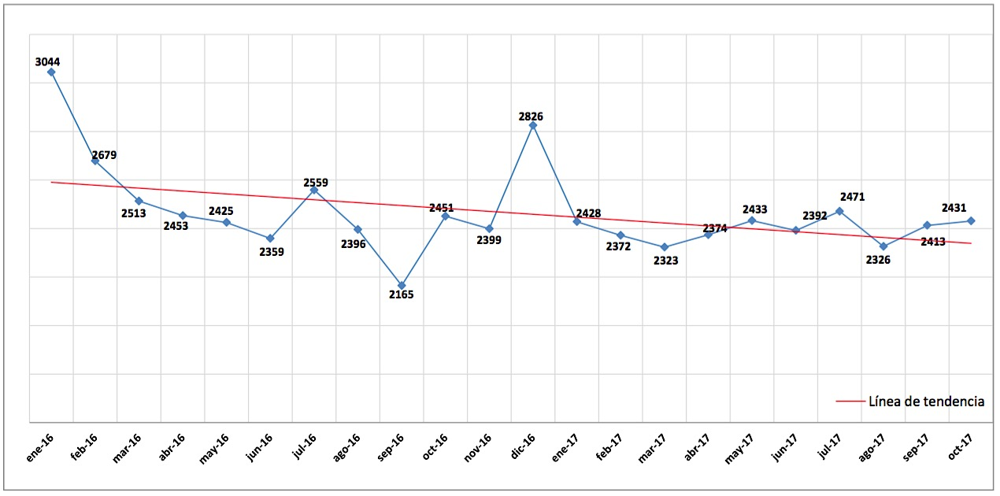 3044
2679
2513
2453
2425
2359
2559
2396
2165
2451
2399
2826
2428
2372
2323
2374
2433
2392
2471
2326
2413
2431
Línea de tendencia
ene-16
feb-16
mar-16
abr-16
may-16
jun-16
jul-16
ago-16
sep-16
oct-16
nov-16
dic-16
ene-17
feb-17
mar-17
abr-17
may-17
jun-17
jul-17
ago-17
sep-17
oct-17